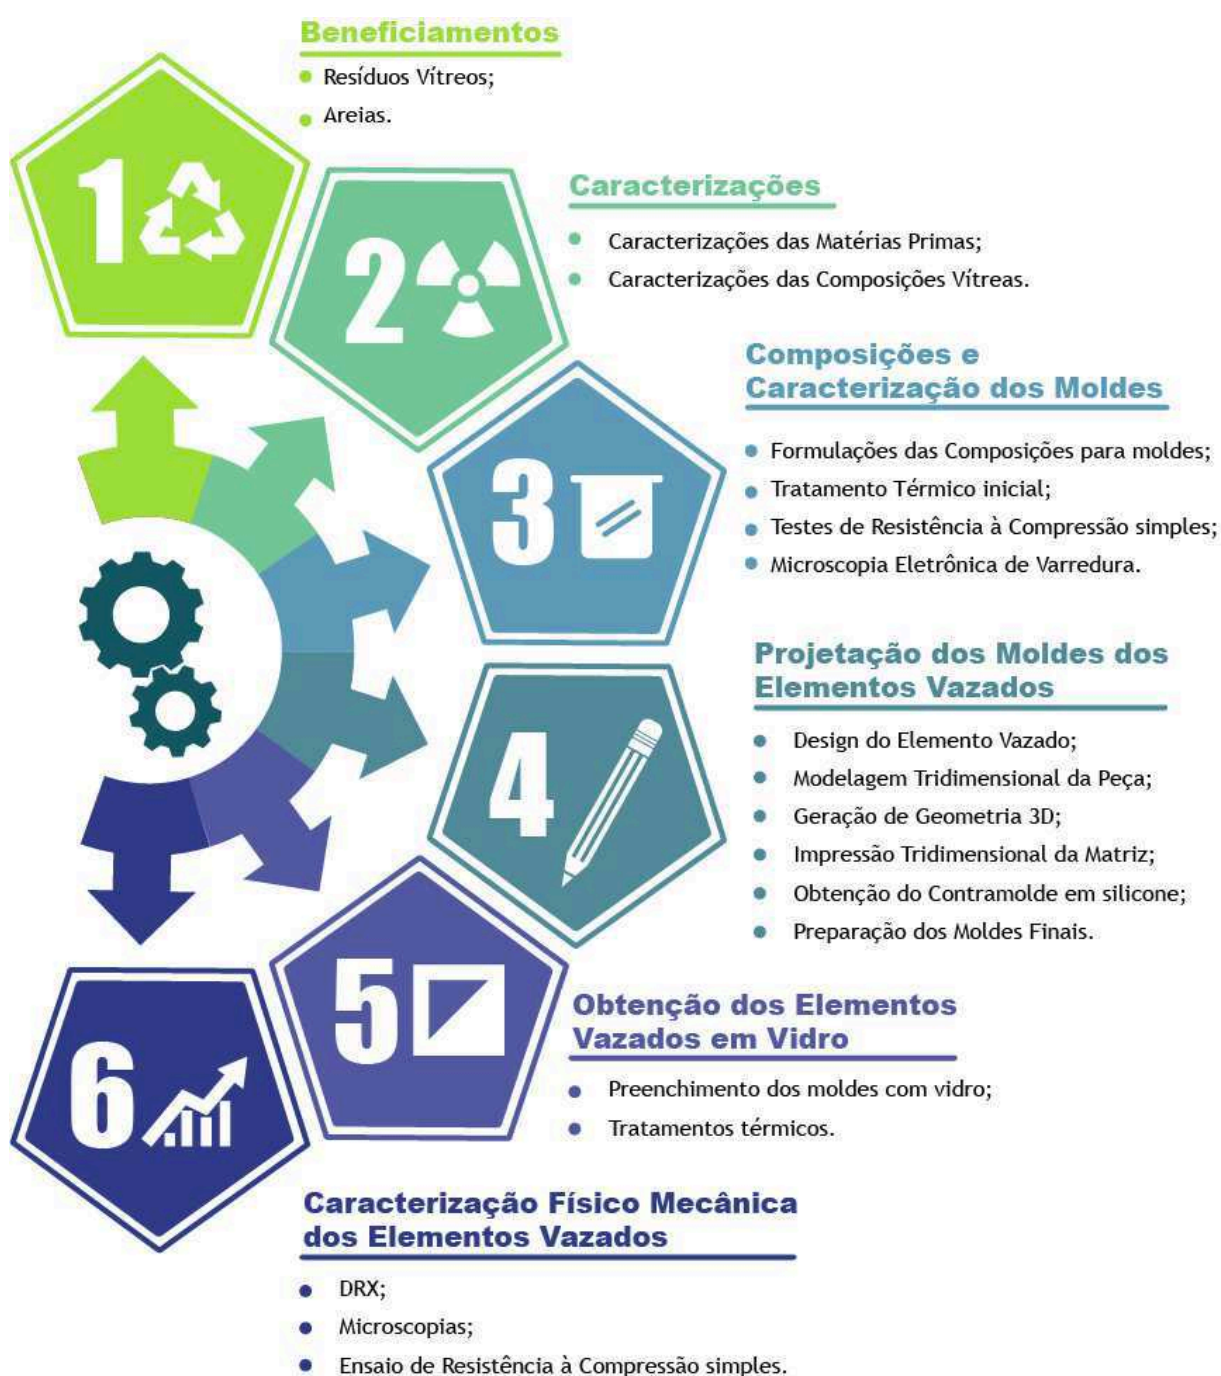 Beneficiamentos
Resíduos Vítreos;
Areias.
1
Caracterizações
2
Caracterizações das Matérias Primas;
Caracterizações das Composições Vítreas.
Composições e
Caracterização dos Moldes
3
Formulações das Composições para moldes;
Tratamento Térmico inicial;
Testes de Resistência à Compressão simples;
Microscopia Eletrônica de Varredura.
Projetação dos Moldes dos
Elementos Vazados
4
Design do Elemento Vazado;
Modelagem Tridimensional da Peça;
Geração de Geometria 3D;
Impressão Tridimensional da Matriz;
Obtenção do Contramolde em silicone;
Preparação dos Moldes Finais.
5
Obtenção dos Elementos
Vazados em Vidro
Preenchimento dos moldes com vidro;
Tratamentos térmicos.
6
Caracterização Físico Mecânica
dos Elementos Vazados
DRX;
Microscopias;
Ensaio de Resistência à Compressão simples.